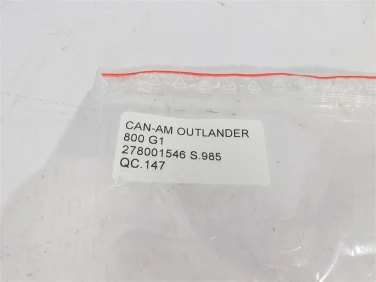 CAN-AM OUTLANDER
800 G1
278001546 S.985
QC.147